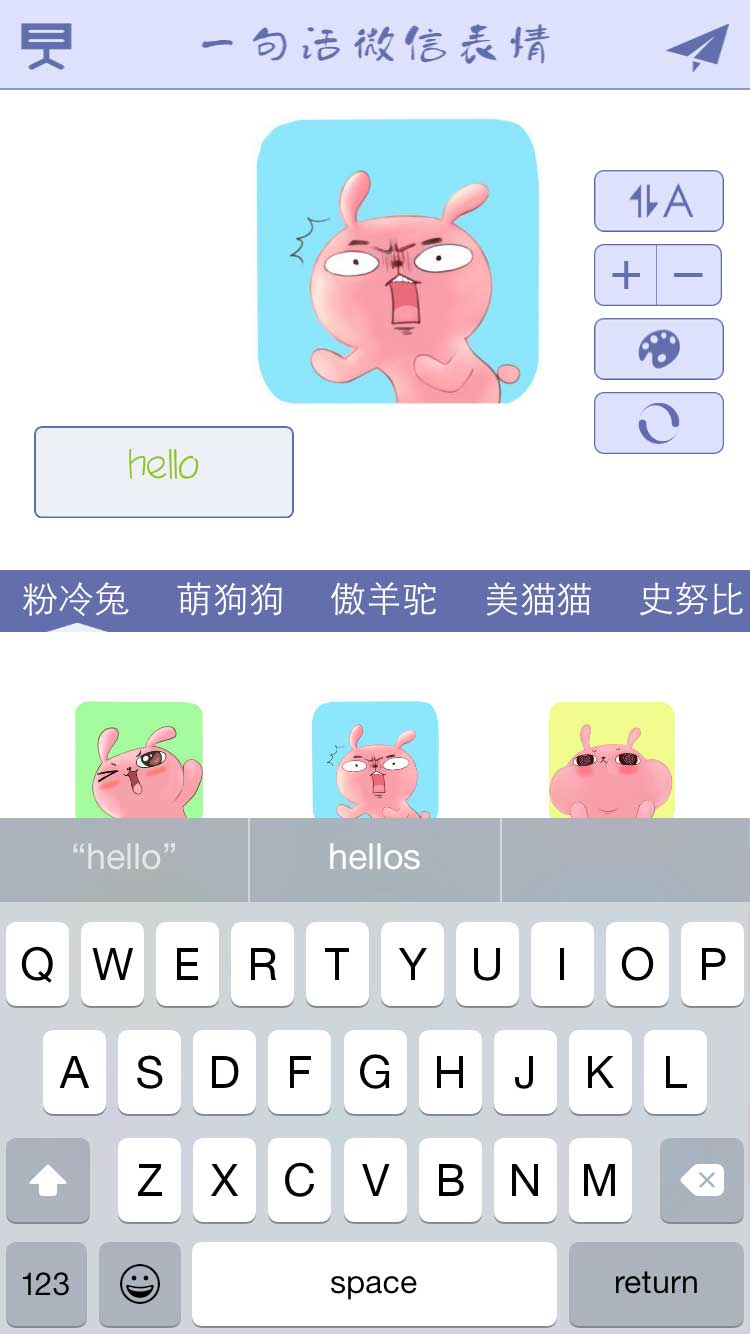 一句话微信表情
A
+ −
hello
粉冷兔 萌狗狗 傲羊驼 美猫猫 史努比
“hello” hellos
Q W E R T Y U I O P
A S D F G H J K L
Z X C V B N M
123 space return